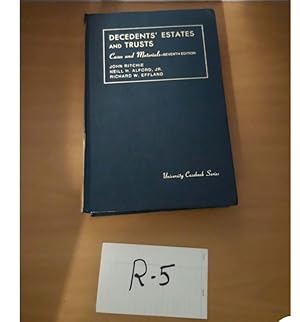 DECEDENTS' ESTATES
AND TRUSTS
Cases and Materials-SEVENTH EDITION
JOHN RITCHIE
NEILL H. ALFORD, JR.
RICHARD W. EFFLAND
University Casebook Series
R-5